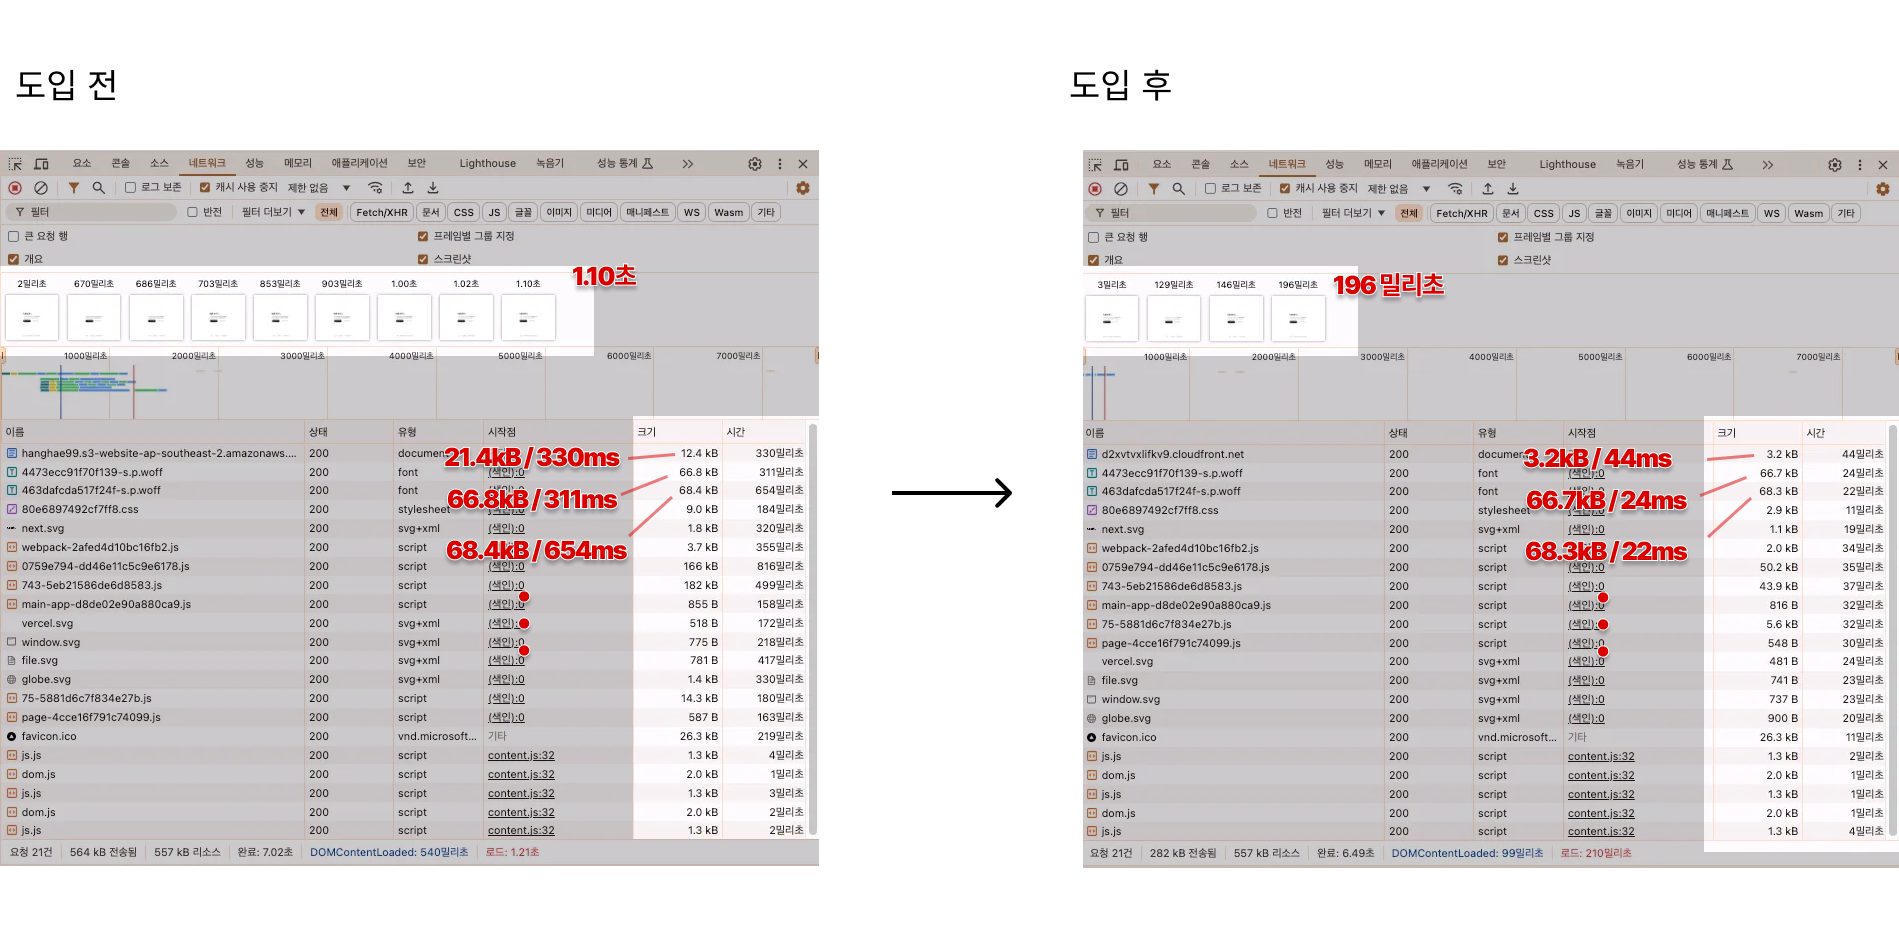 도입 전
요소 콘솔 소스 네트워크 성능 메모리 애플리케이션 보안 Lighthouse 녹음기 성능 통계
로그 보존 캐시 사용 중지 제한 없음
필터 반전 필터 더보기 전체 Fetch/XHR 문서 CSS JS 글꼴 이미지 미디어 매니페스트 WS Wasm 기타
큰 요청 행 프레임별 그룹 지정
개요 스크린샷
1.10초
2밀리초 670밀리초 686밀리초 703밀리초 853밀리초 903밀리초 1.00초 1.02초 1.10초
1000밀리초 2000밀리초 3000밀리초 4000밀리초 5000밀리초 6000밀리초 7000밀리초
이름 상태 유형 시작점 크기 시간
hanghae99.s3-website-ap-southeast-2.amazonaws.... 200 documen 12.4 kB 330밀리초
21.4kB / 330ms
4473ecc91f70f139-s.p.woff 200 font (색인):0 66.8 kB 311밀리초
463dafcda517f24f-s.p.woff 200 font 68.4 kB 654밀리초
66.8kB / 311ms
80e6897492cf7ff8.css 200 stylesheet (색인):0 9.0 kB 184밀리초
next.svg 200 svg+xml (색인):0 1.8 kB 320밀리초
webpack-2afed4d10bc16fb2.js 200 script 3.7 kB 355밀리초
68.4kB / 654ms
0759e794-dd46e11c5c9e6178.js 200 script (색인):0 166 kB 816밀리초
743-5eb21586de6d8583.js 200 script (색인):0 182 kB 499밀리초
main-app-d8de02e90a880ca9.js 200 script (색인):0 855 B 158밀리초
vercel.svg 200 svg+xml (색인):0 518 B 172밀리초
window.svg 200 svg+xml (색인):0 775 B 218밀리초
file.svg 200 svg+xml (색인):0 781 B 417밀리초
globe.svg 200 svg+xml (색인):0 1.4 kB 330밀리초
75-5881d6c7f834e27b.js 200 script (색인):0 14.3 kB 180밀리초
page-4cce16f791c74099.js 200 script (색인):0 587 B 163밀리초
favicon.ico 200 vnd.microsoft... 기타 26.3 kB 219밀리초
js.js 200 script content.js:32 1.3 kB 4밀리초
dom.js 200 script content.js:32 2.0 kB 1밀리초
js.js 200 script content.js:32 1.3 kB 3밀리초
dom.js 200 script content.js:32 2.0 kB 2밀리초
js.js 200 script content.js:32 1.3 kB 2밀리초
요청 21건 564 kB 전송됨 557 kB 리소스 완료: 7.02초 DOMContentLoaded: 540밀리초 로드: 1.21초
도입 후
요소 콘솔 소스 네트워크 성능 메모리 애플리케이션 보안 Lighthouse 녹음기 성능 통계
로그 보존 캐시 사용 중지 제한 없음
필터 반전 필터 더보기 전체 Fetch/XHR 문서 CSS JS 글꼴 이미지 미디어 매니페스트 WS Wasm 기타
큰 요청 행 프레임별 그룹 지정
개요 스크린샷
196 밀리초
3밀리초 129밀리초 146밀리초 196밀리초
1000밀리초 2000밀리초 3000밀리초 4000밀리초 5000밀리초 6000밀리초 7000밀리초
이름 상태 유형 시작점 크기 시간
d2xvtvxlifkv9.cloudfront.net 200 documen 3.2 kB 44밀리초
3.2kB / 44ms
4473ecc91f70f139-s.p.woff 200 font (색인):0 66.7 kB 24밀리초
463dafcda517f24f-s.p.woff 200 font 68.3 kB 22밀리초
66.7kB / 24ms
80e6897492cf7ff8.css 200 stylesheet (색인):0 2.9 kB 11밀리초
next.svg 200 svg+xml (색인):0 1.1 kB 19밀리초
webpack-2afed4d10bc16fb2.js 200 script 2.0 kB 34밀리초
68.3kB / 22ms
0759e794-dd46e11c5c9e6178.js 200 script (색인):0 50.2 kB 35밀리초
743-5eb21586de6d8583.js 200 script (색인):0 43.9 kB 37밀리초
main-app-d8de02e90a880ca9.js 200 script (색인):0 816 B 32밀리초
75-5881d6c7f834e27b.js 200 script (색인):0 5.6 kB 32밀리초
page-4cce16f791c74099.js 200 script (색인):0 548 B 30밀리초
vercel.svg 200 svg+xml (색인):0 481 B 24밀리초
file.svg 200 svg+xml (색인):0 741 B 23밀리초
window.svg 200 svg+xml (색인):0 737 B 23밀리초
globe.svg 200 svg+xml (색인):0 900 B 20밀리초
favicon.ico 200 vnd.microsoft... 기타 26.3 kB 11밀리초
js.js 200 script content.js:32 1.3 kB 2밀리초
dom.js 200 script content.js:32 2.0 kB 1밀리초
js.js 200 script content.js:32 1.3 kB 1밀리초
dom.js 200 script content.js:32 2.0 kB 1밀리초
js.js 200 script content.js:32 1.3 kB 4밀리초
요청 21건 282 kB 전송됨 557 kB 리소스 완료: 6.49초 DOMContentLoaded: 99밀리초 로드: 210밀리초